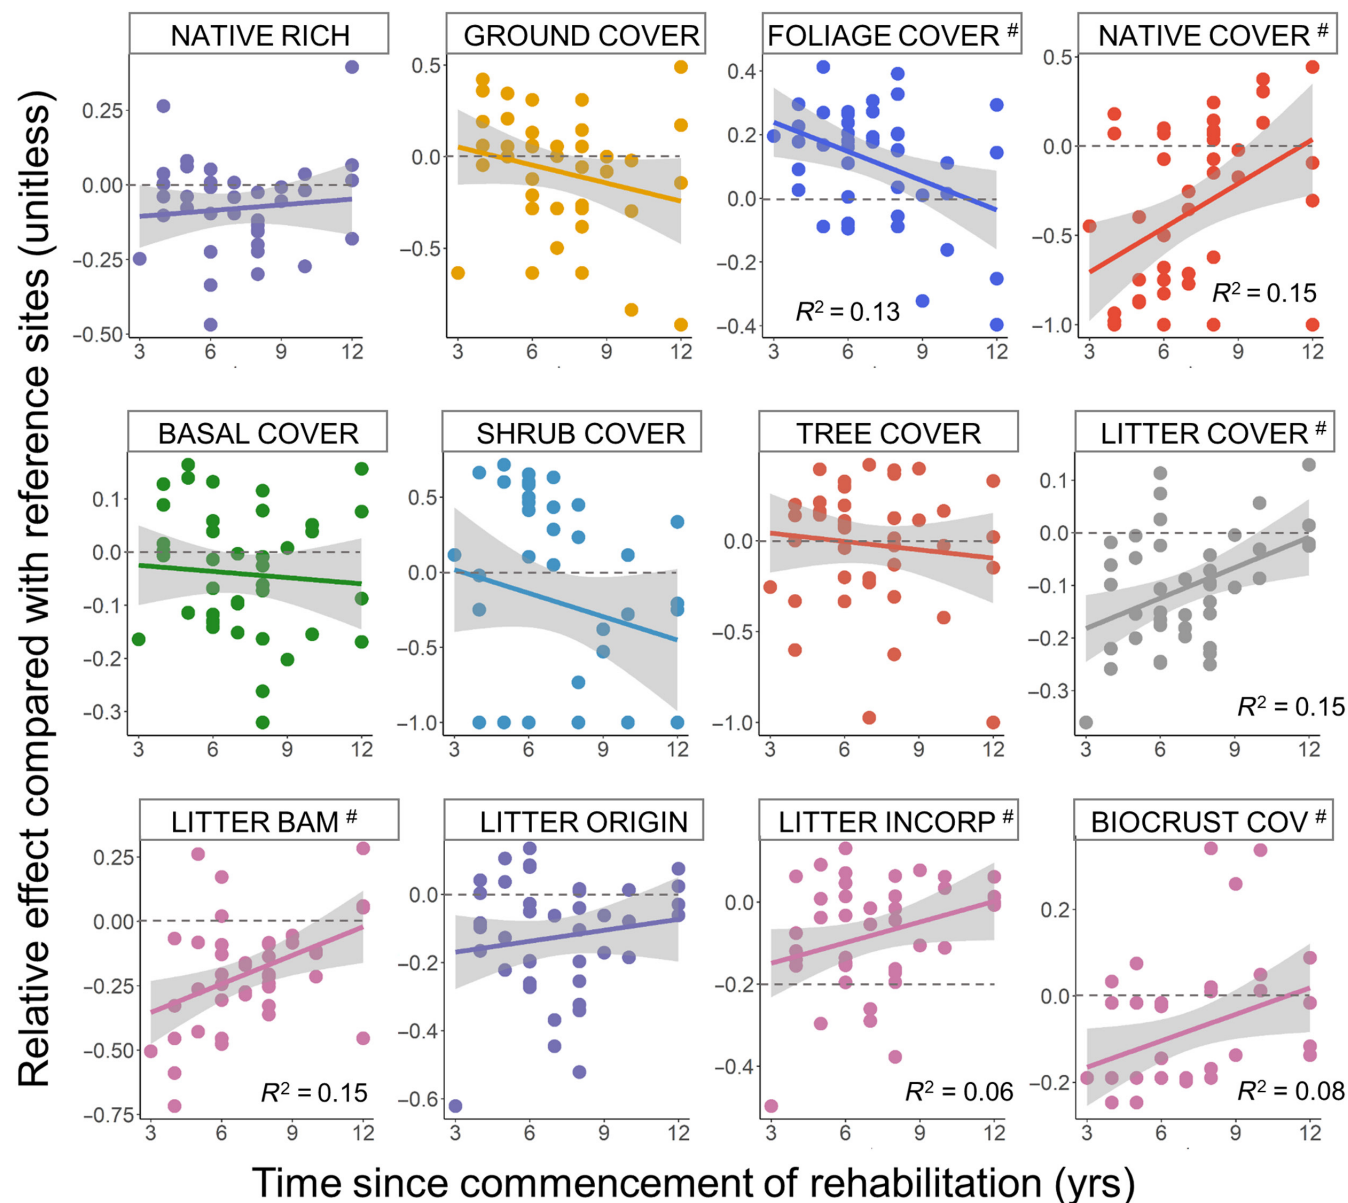 Relative effect compared with reference sites (unitless)
NATIVE RICH
0.25
0.00
−0.25
−0.50
3 6 9 12
GROUND COVER
0.5
0.0
−0.5
3 6 9 12
FOLIAGE COVER #
0.4
0.2
0.0
−0.2
−0.4
R² = 0.13
3 6 9 12
NATIVE COVER #
0.5
0.0
−0.5
−1.0
R² = 0.15
3 6 9 12
BASAL COVER
0.1
0.0
−0.1
−0.2
−0.3
3 6 9 12
SHRUB COVER
0.5
0.0
−0.5
−1.0
3 6 9 12
TREE COVER
0.5
0.0
−0.5
−1.0
3 6 9 12
LITTER COVER #
0.1
0.0
−0.1
−0.2
−0.3
R² = 0.15
3 6 9 12
LITTER BAM #
0.25
0.00
−0.25
−0.50
−0.75
R² = 0.15
3 6 9 12
LITTER ORIGIN
0.0
−0.2
−0.4
−0.6
3 6 9 12
LITTER INCORP #
0.0
−0.2
−0.4
R² = 0.06
3 6 9 12
BIOCRUST COV #
0.2
0.0
−0.2
R² = 0.08
3 6 9 12
Time since commencement of rehabilitation (yrs)